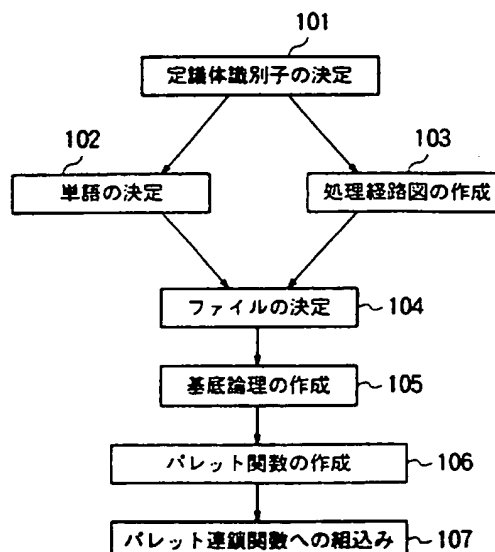 101
定議体識別子の決定
102
単語の決定
103
処理経路図の作成
ファイルの決定
104
基底論理の作成
105
パレット関数の作成
106
パレット連鎖関数への組込み
107